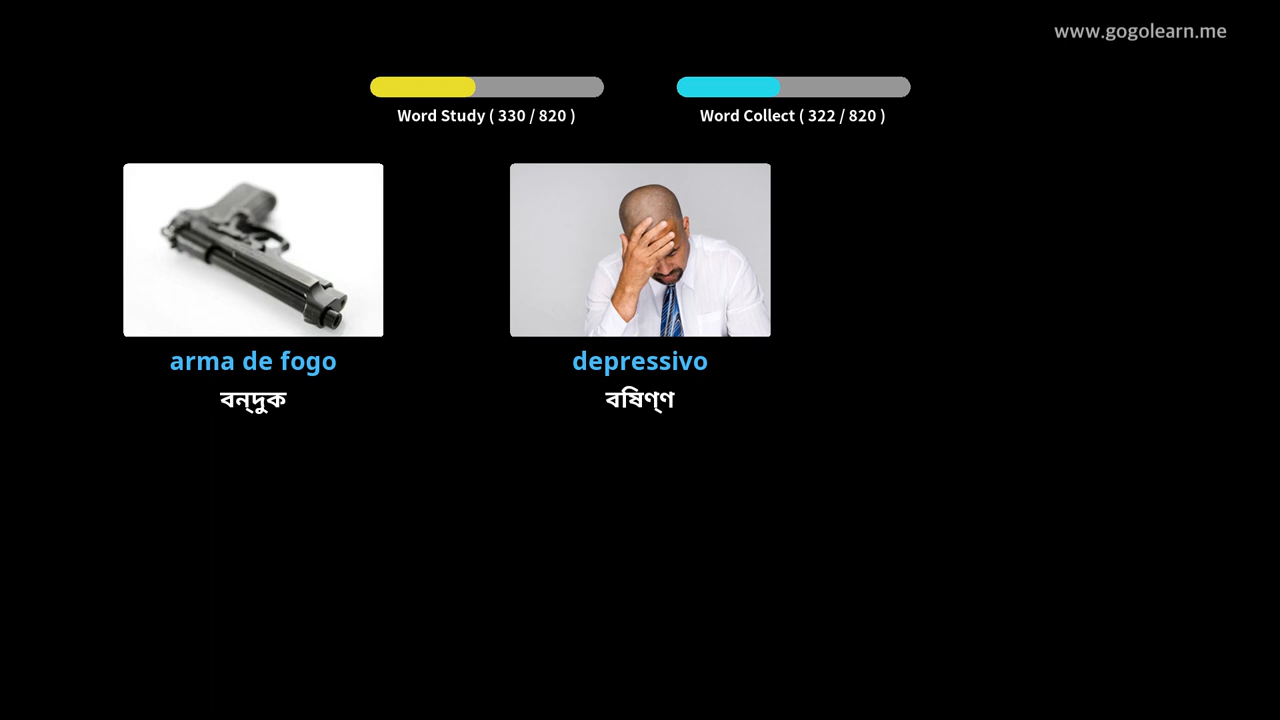 www.gogolearn.me
Word Study ( 330 / 820 )
Word Collect ( 322 / 820 )
arma de fogo
depressivo
বন্দুক
বিষণ্ণ